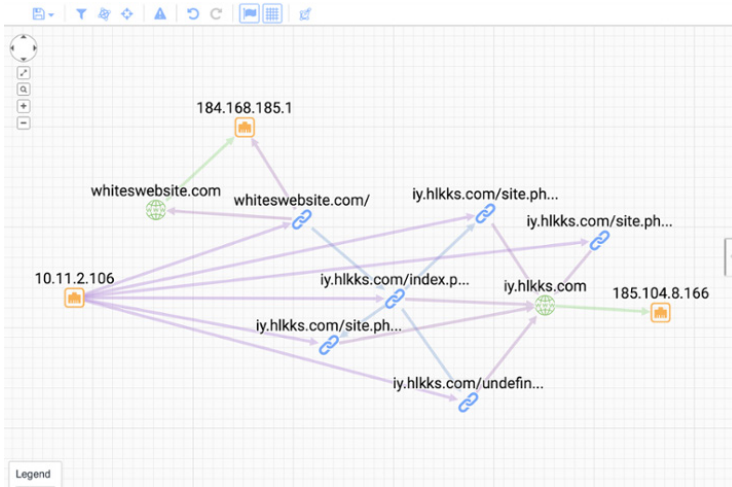 184.168.185.1
whiteswebsite.com
whiteswebsite.com/
iy.hlkks.com/site.ph...
iy.hlkks.com/site.ph...
10.11.2.106
iy.hlkks.com/index.p...
iy.hlkks.com
185.104.8.166
iy.hlkks.com/site.ph...
iy.hlkks.com/undefin...
Legend